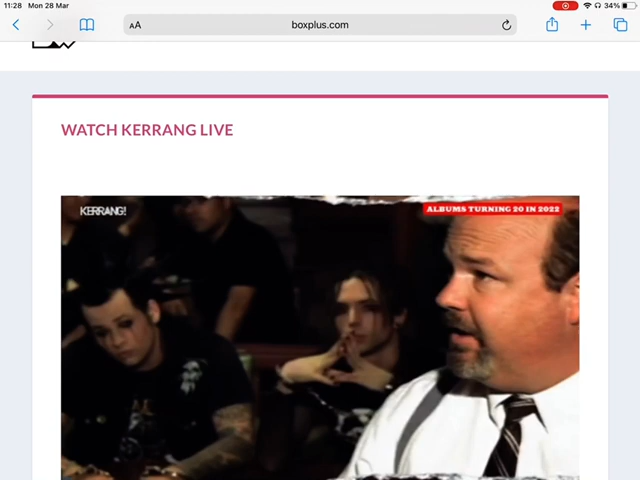 11:28 Mon 28 Mar
34%
AA boxplus.com
WATCH KERRANG LIVE
KERRANG!
ALBUMS TURNING 20 IN 2022